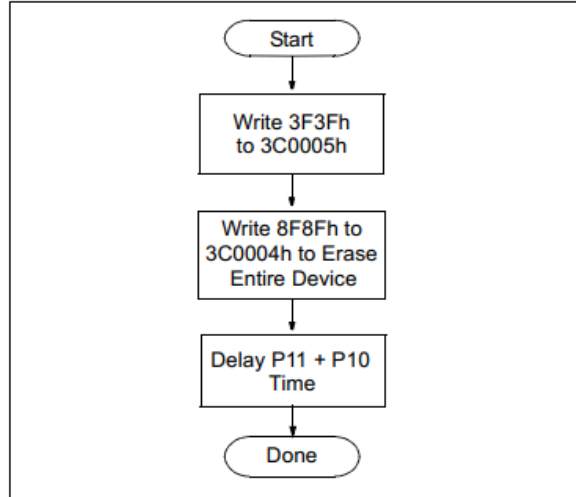 Start
Write 3F3Fh
to 3C0005h
Write 8F8Fh to
3C0004h to Erase
Entire Device
Delay P11 + P10
Time
Done